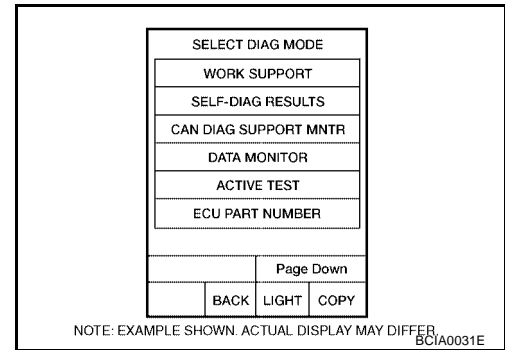 SELECT DIAG MODE
WORK SUPPORT
SELF-DIAG RESULTS
CAN DIAG SUPPORT MNTR
DATA MONITOR
ACTIVE TEST
ECU PART NUMBER
Page Down
BACK LIGHT COPY
NOTE: EXAMPLE SHOWN. ACTUAL DISPLAY MAY DIFFER.
BCIA0031E